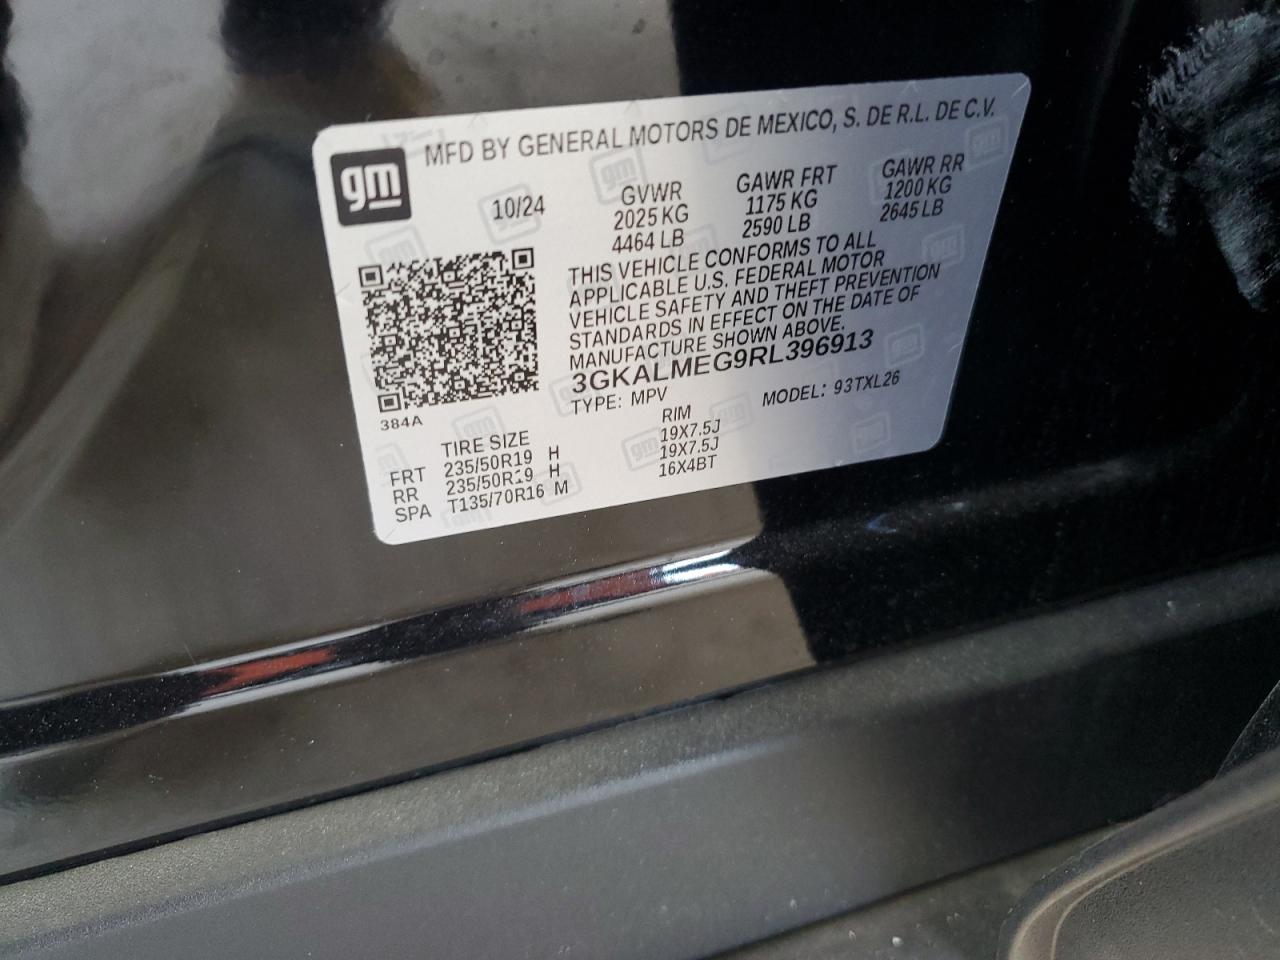 MFD BY GENERAL MOTORS DE MEXICO, S. DE R.L. DE C.V.
gm
10/24
GVWR GAWR FRT GAWR RR
2025 KG 1175 KG 1200 KG
4464 LB 2590 LB 2645 LB
THIS VEHICLE CONFORMS TO ALL
APPLICABLE U.S. FEDERAL MOTOR
VEHICLE SAFETY AND THEFT PREVENTION
STANDARDS IN EFFECT ON THE DATE OF
MANUFACTURE SHOWN ABOVE.
3GKALMEG9RL396913
TYPE: MPV MODEL: 93TXL26
384A
TIRE SIZE RIM
FRT 235/50R19 H 19X7.5J
RR 235/50R19 H 19X7.5J
SPA T135/70R16 M 16X4BT